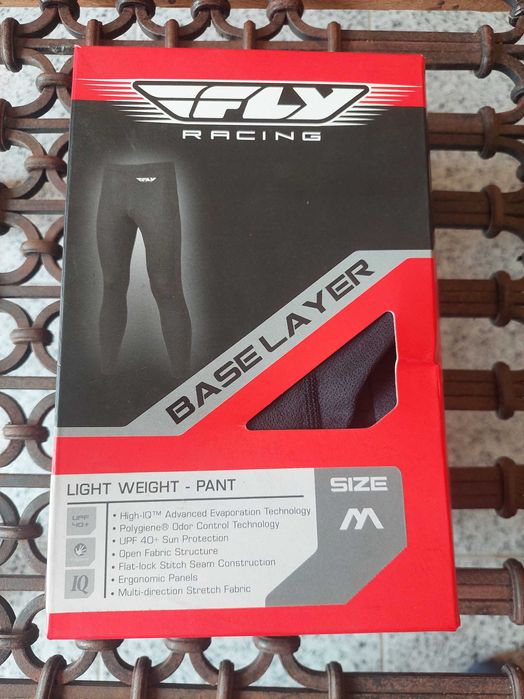 FLY
RACING
FLY
BASE LAYER
LIGHT WEIGHT - PANT
SIZE
M
UPF
40+
IQ
• High-IQ™ Advanced Evaporation Technology
• Polygiene® Odor Control Technology
• UPF 40+ Sun Protection
• Open Fabric Structure
• Flat-lock Stitch Seam Construction
• Ergonomic Panels
• Multi-direction Stretch Fabric